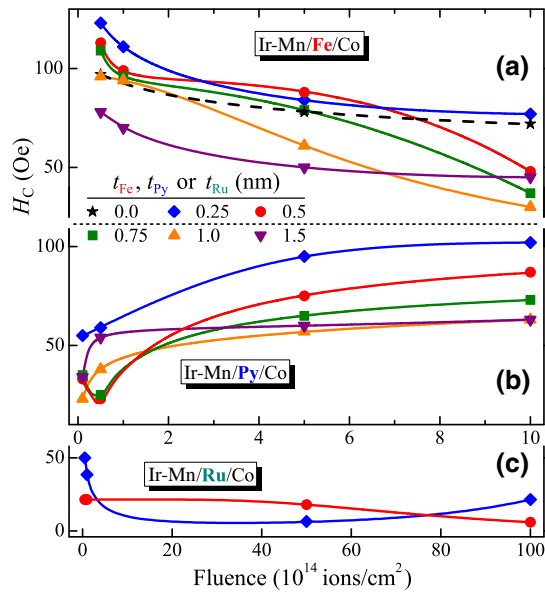 Ir-Mn/Fe/Co
(a)
100
50
H_C (Oe)
t_Fe, t_Py or t_Ru (nm)
0.0 0.25 0.5
0.75 1.0 1.5
100
50
Ir-Mn/Py/Co
(b)
0 2 4 6 8 10
50
0
Ir-Mn/Ru/Co
(c)
0 20 40 60 80 100
Fluence (10^14 ions/cm^2)